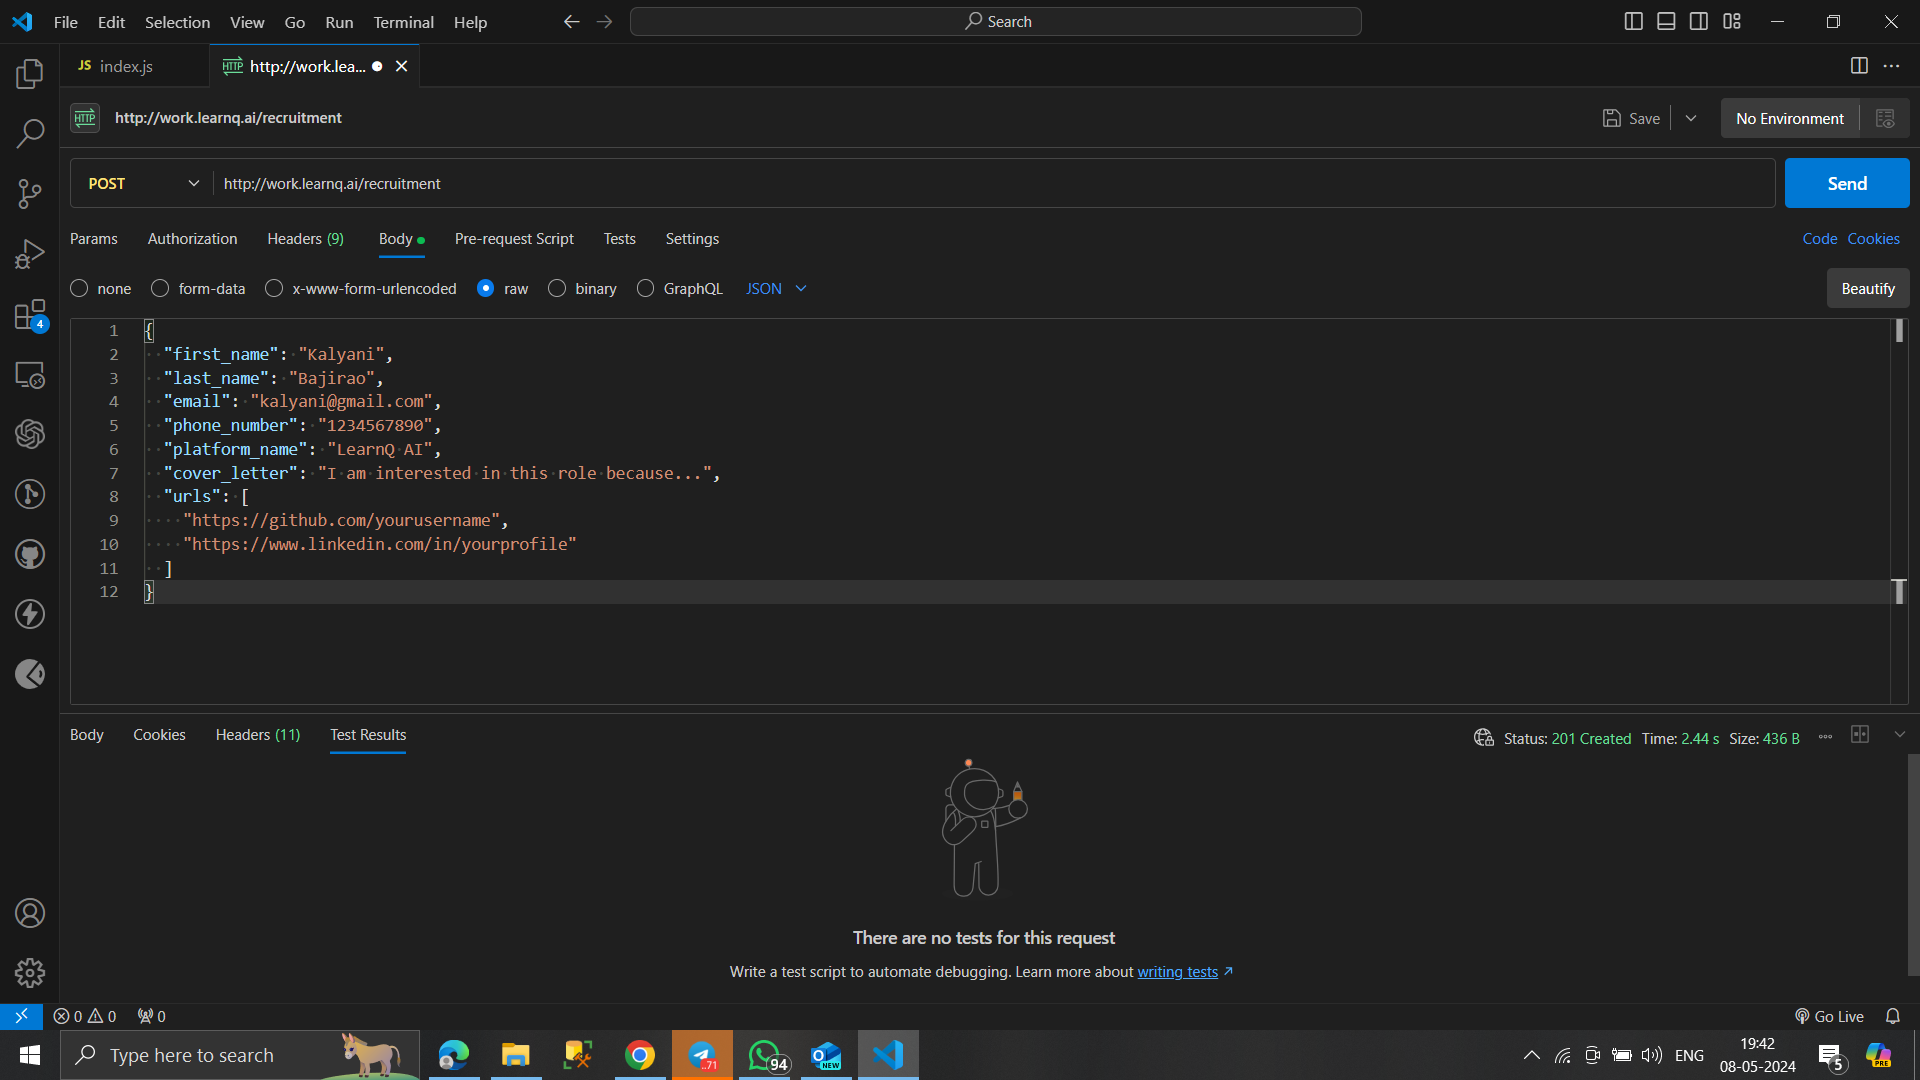 File Edit Selection View Go Run Terminal Help Search
JS index.js HTTP http://work.lea...
HTTP http://work.learnq.ai/recruitment Save No Environment
POST http://work.learnq.ai/recruitment Send
Params Authorization Headers (9) Body Pre-request Script Tests Settings Code Cookies
none form-data x-www-form-urlencoded raw binary GraphQL JSON Beautify
1 {
2 "first_name": "Kalyani",
3 "last_name": "Bajirao",
4 "email": "kalyani@gmail.com",
5 "phone_number": "1234567890",
6 "platform_name": "LearnQ AI",
7 "cover_letter": "I am interested in this role because...",
8 "urls": [
9 "https://github.com/yourusername",
10 "https://www.linkedin.com/in/yourprofile"
11 ]
12 }
4
Body Cookies Headers (11) Test Results Status: 201 Created Time: 2.44 s Size: 436 B
There are no tests for this request
Write a test script to automate debugging. Learn more about writing tests
0 0 0 Go Live
Type here to search ..71 94 NEW ENG 19:42 5 PRE
08-05-2024